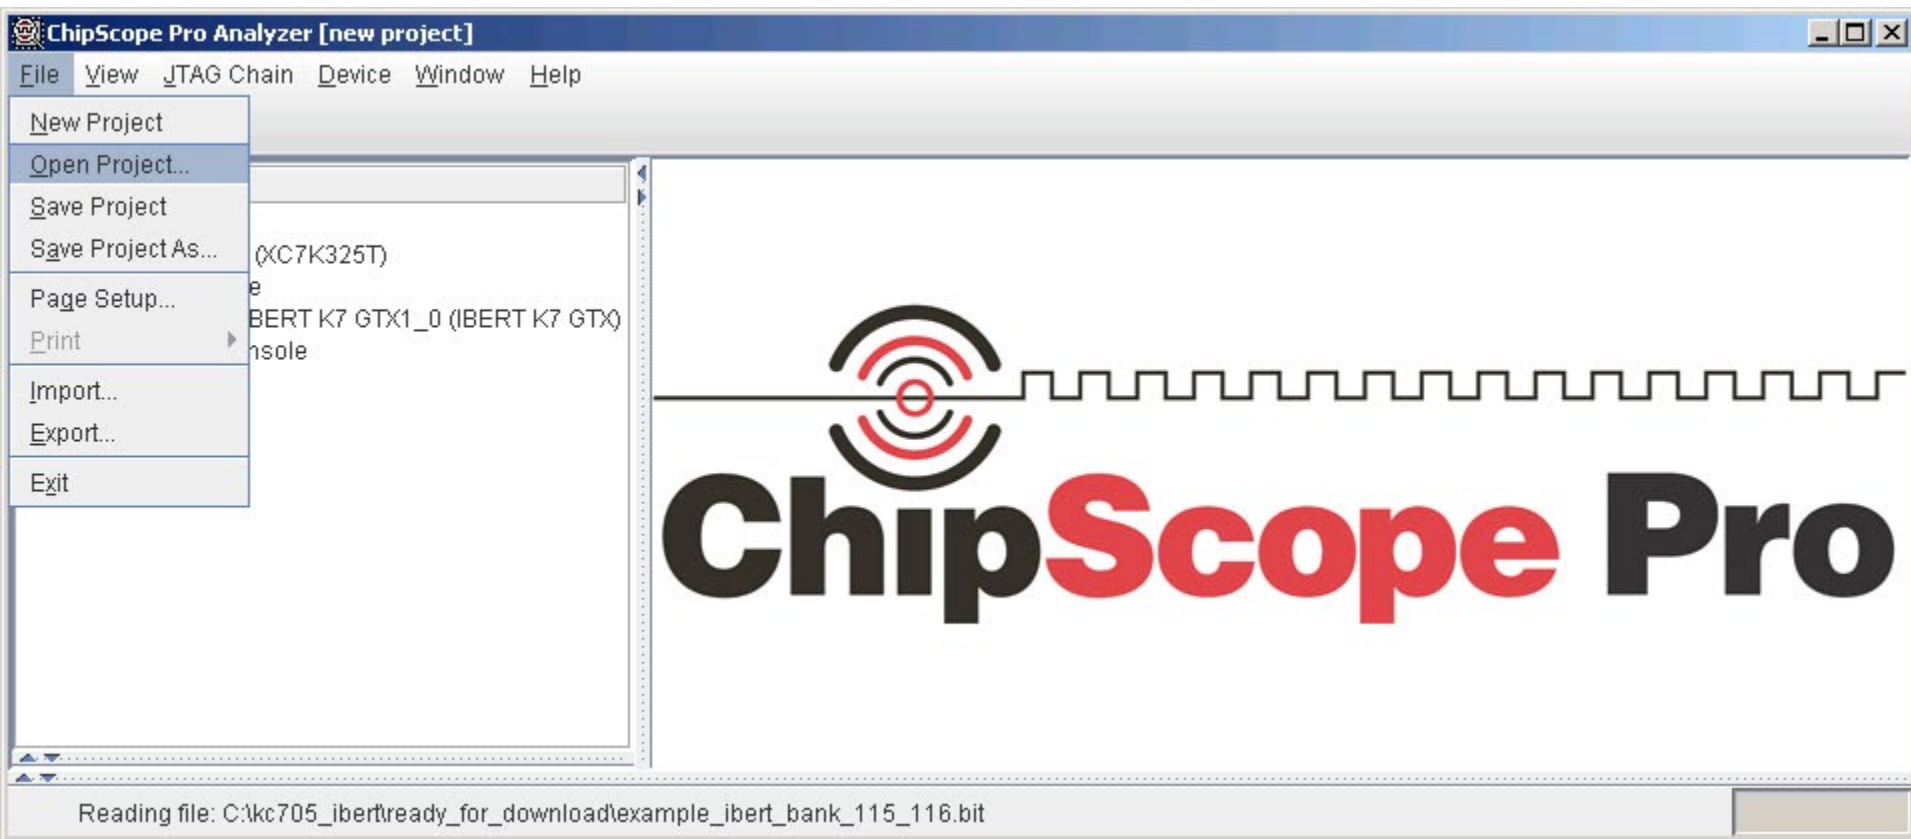 ChipScope Pro Analyzer [new project]
File View JTAG Chain Device Window Help
New Project
Open Project...
Save Project
Save Project As...
Page Setup...
Print
Import...
Export...
Exit
(XC7K325T)
e
BERT K7 GTX1_0 (IBERT K7 GTX)
nsole
ChipScope Pro
Reading file: C:\kc705_ibert\ready_for_download\example_ibert_bank_115_116.bit